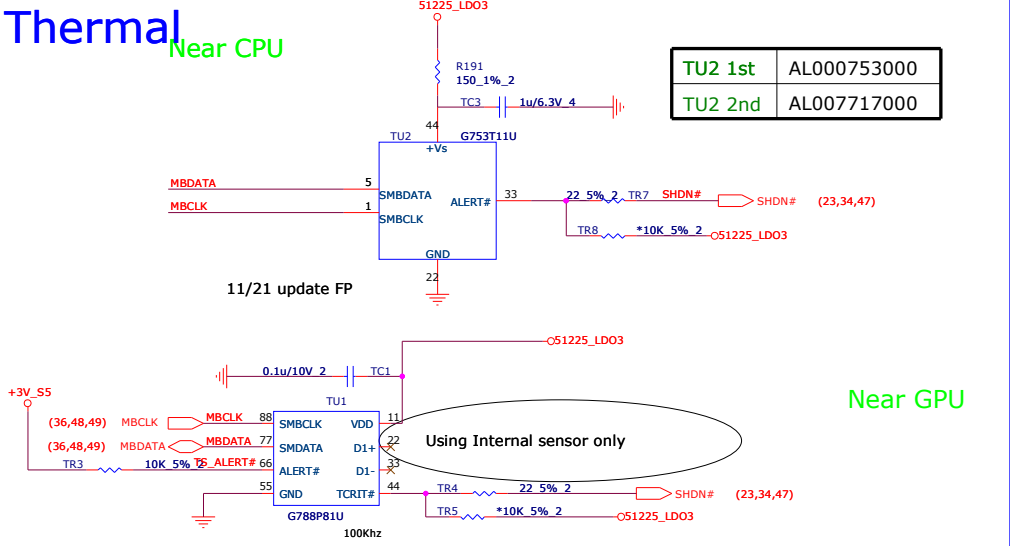 Thermal
Near CPU
51225_LDO3
R191
150_1%_2
TC3
1u/6.3V_4
TU2 1st AL000753000
TU2 2nd AL007717000
44
TU2
G753T11U
+Vs
MBDATA
5
SMBDATA
MBCLK
1
SMBCLK
ALERT#
33
22_5%_2
TR7
SHDN#
SHDN#
(23,34,47)
TR8
*10K_5%_2
51225_LDO3
GND
22
11/21 update FP
51225_LDO3
0.1u/10V_2
TC1
+3V_S5
TU1
Near GPU
(36,48,49)
MBCLK
MBCLK
88
SMBCLK
VDD
11
(36,48,49)
MBDATA
MBDATA
77
SMDATA
D1+
22
Using Internal sensor only
TR3
10K_5%_2
TS_ALERT#
66
ALERT#
D1-
33
55
GND
TCRIT#
44
TR4
22_5%_2
SHDN#
(23,34,47)
G788P81U
TR5
*10K_5%_2
51225_LDO3
100Khz